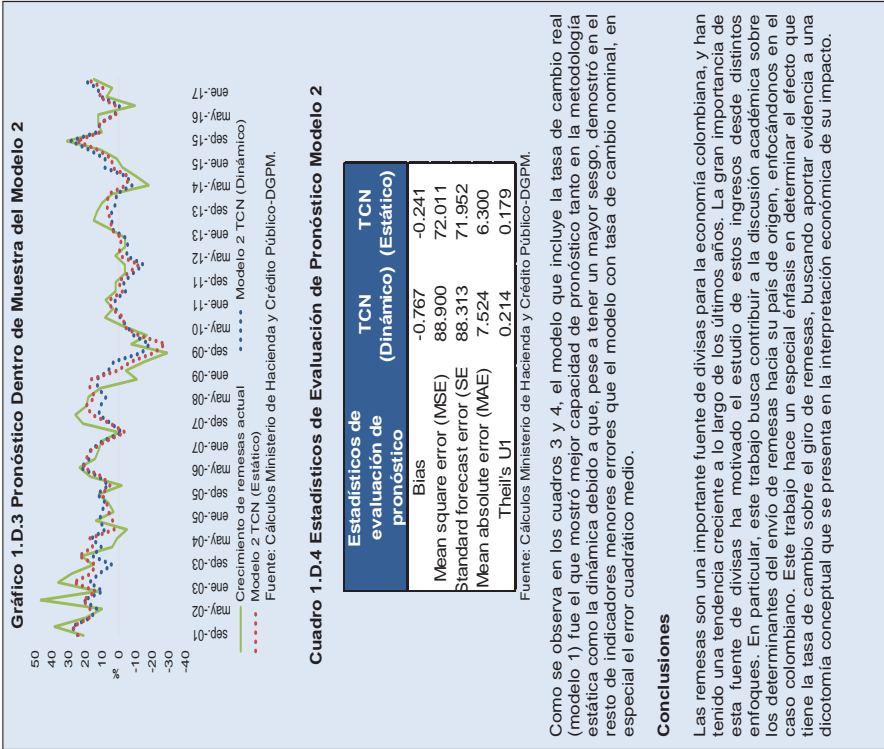 Gráfico 1.D.3 Pronóstico Dentro de Muestra del Modelo 2
50
40
30
20
10
0
-10
-20
-30
-40
%
sep.-01
may.-02
ene.-03
sep.-03
may.-04
ene.-05
sep.-05
may.-06
ene.-07
sep.-07
may.-08
ene.-09
sep.-09
may.-10
ene.-11
sep.-11
may.-12
ene.-13
sep.-13
may.-14
ene.-15
sep.-15
may.-16
ene.-17
Crecimiento de remesas actual
Modelo 2 TCN (Dinámico)
Modelo 2 TCN (Estático)
Fuente: Cálculos Ministerio de Hacienda y Crédito Público-DGPM.
Cuadro 1.D.4 Estadísticos de Evaluación de Pronóstico Modelo 2
Estadísticos de evaluación de pronóstico TCN (Dinámico) TCN (Estático)
Bias -0.767 -0.241
Mean square error (MSE) 88.900 72.011
Standard forecast error (SE 88.313 71.952
Mean absolute error (MAE) 7.524 6.300
Theil's U1 0.214 0.179
Fuente: Cálculos Ministerio de Hacienda y Crédito Público-DGPM.
Como se observa en los cuadros 3 y 4, el modelo que incluye la tasa de cambio real
(modelo 1) fue el que mostró mejor capacidad de pronóstico tanto en la metodología
estática como la dinámica debido a que, pese a tener un mayor sesgo, demostró en el
resto de indicadores menores errores que el modelo con tasa de cambio nominal, en
especial el error cuadrático medio.
Conclusiones
Las remesas son una importante fuente de divisas para la economía colombiana, y han
tenido una tendencia creciente a lo largo de los últimos años. La gran importancia de
esta fuente de divisas ha motivado el estudio de estos ingresos desde distintos
enfoques. En particular, este trabajo busca contribuir a la discusión académica sobre
los determinantes del envío de remesas hacia su país de origen, enfocándonos en el
caso colombiano. Este trabajo hace un especial énfasis en determinar el efecto que
tiene la tasa de cambio sobre el giro de remesas, buscando aportar evidencia a una
dicotomía conceptual que se presenta en la interpretación económica de su impacto.